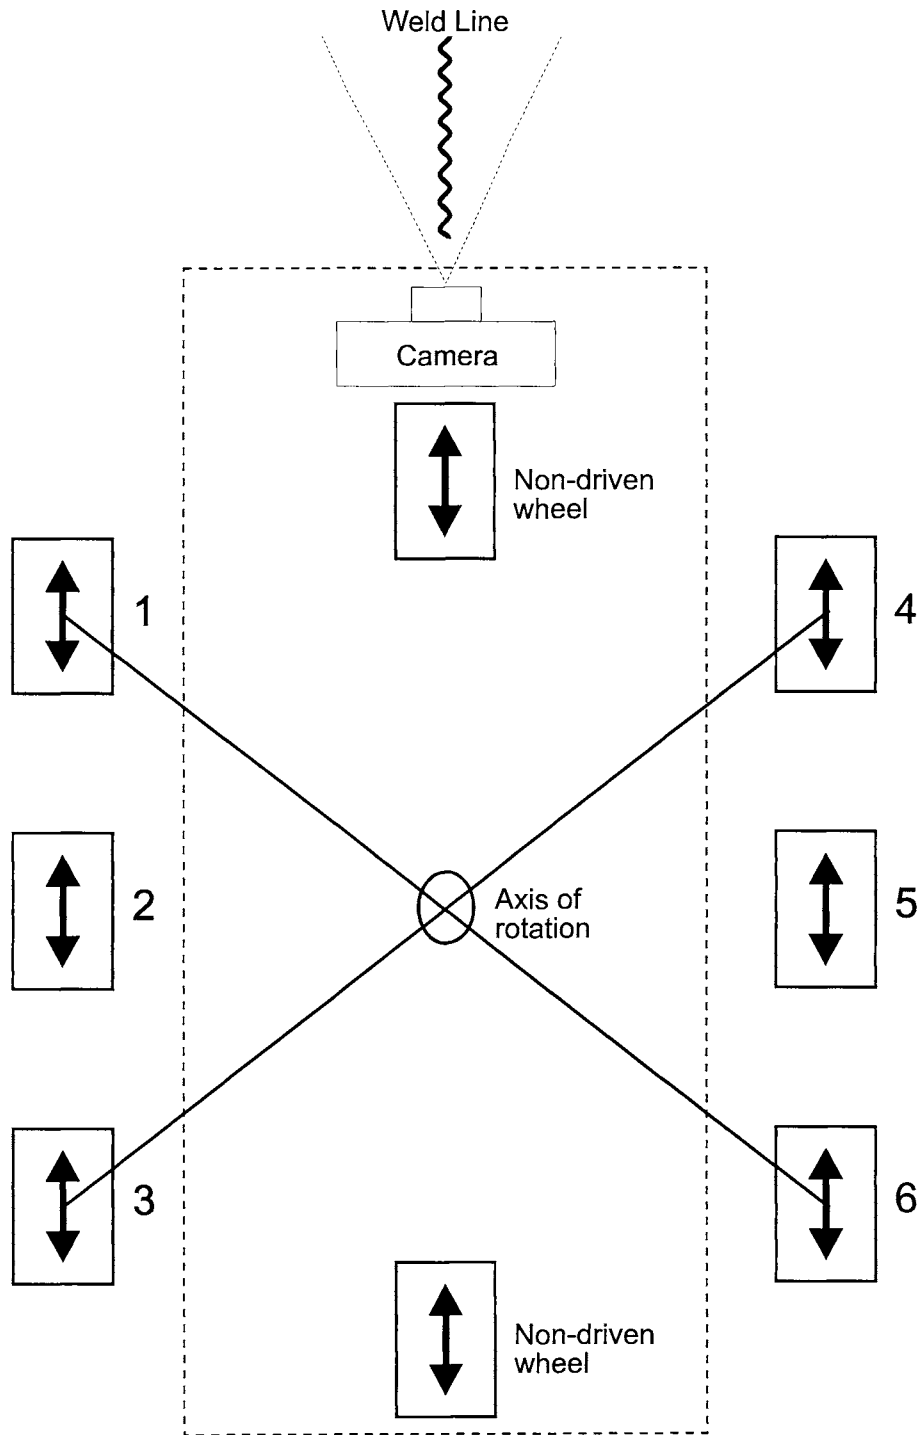 Weld Line
Camera
Non-driven
wheel
1
4
2
Axis of
rotation
5
3
6
Non-driven
wheel